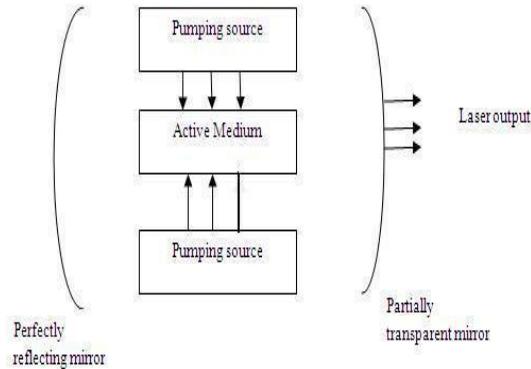 Pumping source
Active Medium
Laser output
Pumping source
Perfectly
reflecting mirror
Partially
transparent mirror